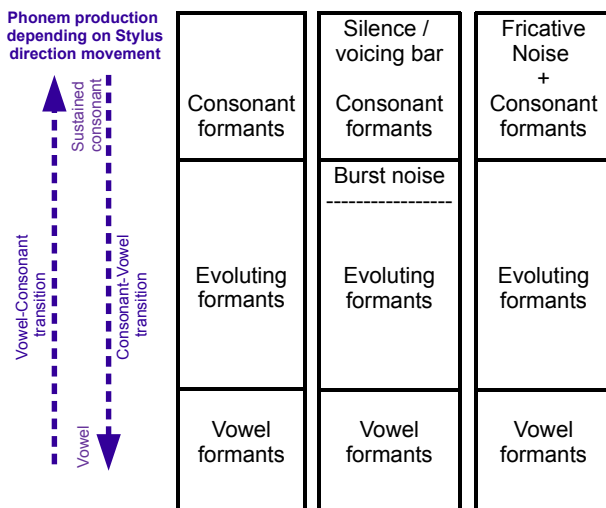 Phonem production
depending on Stylus
direction movement
Sustained
consonant
Vowel-Consonant
transition
Consonant-Vowel
transition
Vowel
Consonant
formants
Evoluting
formants
Vowel
formants
Silence /
voicing bar
Consonant
formants
Burst noise
-----------------
Evoluting
formants
Vowel
formants
Fricative
Noise
+
Consonant
formants
Evoluting
formants
Vowel
formants